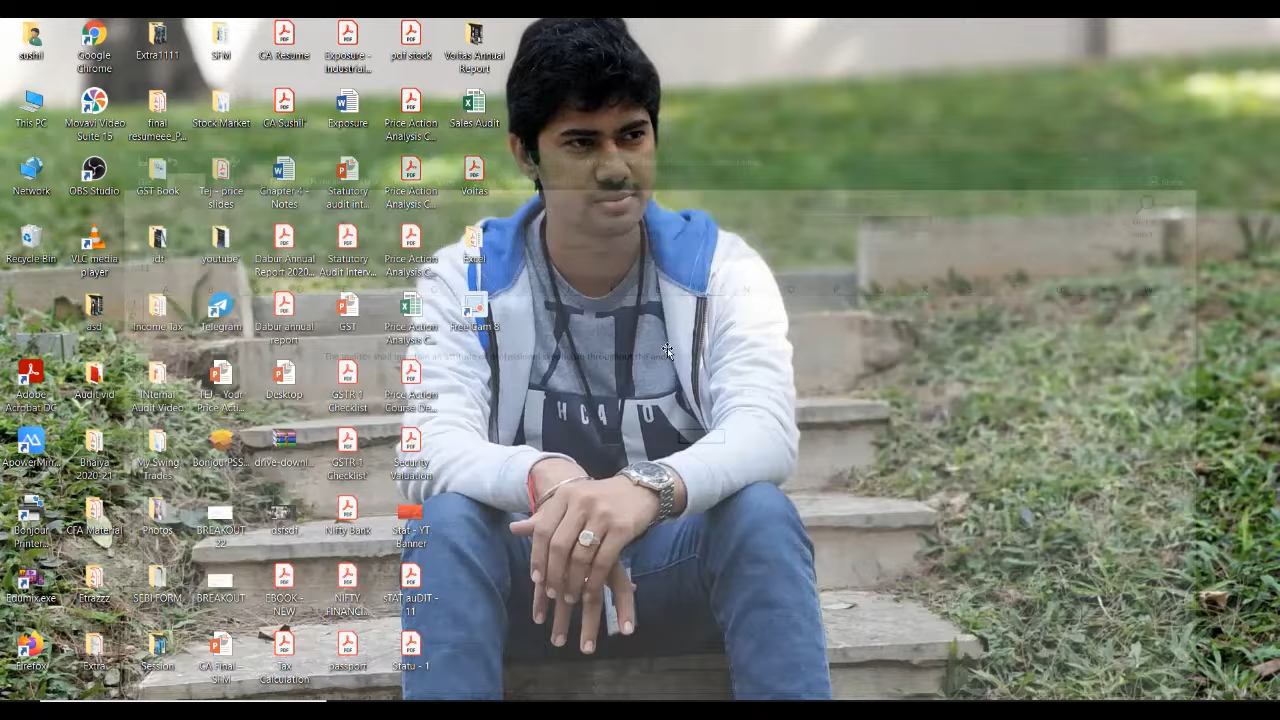 sushil
Google
Chrome
Extra1111
SFM
CA Resume
Exposure -
Industrial...
pdf stock
Voltas Annual
Report
This PC
Movavi Video
Suite 15
final
resumeee_P...
Stock Market
CA Sushil
Exposure
Price Action
Analysis C...
Sales Audit
Network
OBS Studio
GST Book
Tej - price
slides
Chapter 4 -
Notes
Statutory
audit int...
Price Action
Analysis C...
Voltas
Recycle Bin
VLC media
player
idt
youtube
Dabur Annual
Report 2020...
Statutory
Audit Interv...
Price Action
Analysis C...
Excel
asd
Income Tax
Telegram
Dabur annual
report
GST
Price Action
Analysis C...
Free Cam 8
Adobe
Acrobat DC
Audit vid
INternal
Audit Video
TEJ - Your
Price Acti...
Desktop
GSTR 1
Checklist
Price Action
Course De...
ApowerMirr...
Bhaiya
2020-21
My Swing
Trades
BonjourPSS...
drive-downl...
GSTR-1
Checklist
Security
Valuation
Bonjour
Printer...
CFA Material
Photos
BREAKOUT
22
dsfsdf
Nifty Bank
Stat - YT
Banner
Edumix.exe
Etrazzz
SEBI FORM
BREAKOUT
EBOOK -
NEW
NIFTY
FINANCI...
sTAT auDIT -
11
Firefox
Extra
Session
CA Final -
SFM
Tax
Calculation
passport
Statu - 1